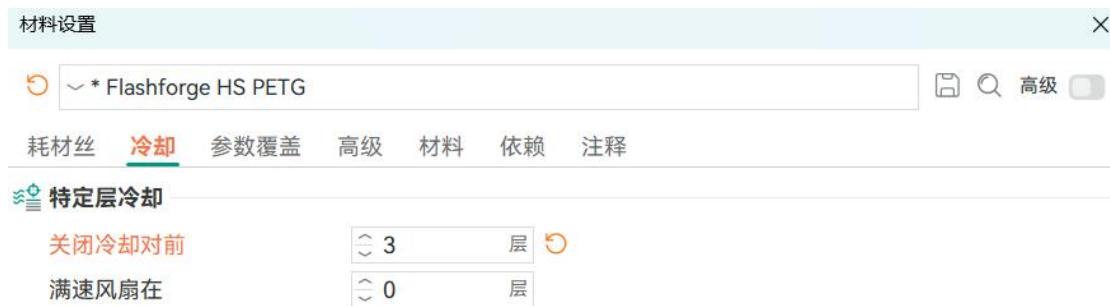 材料设置
* Flashforge HS PETG 高级
耗材丝 冷却 参数覆盖 高级 材料 依赖 注释
特定层冷却
关闭冷却对前 3 层
满速风扇在 0 层